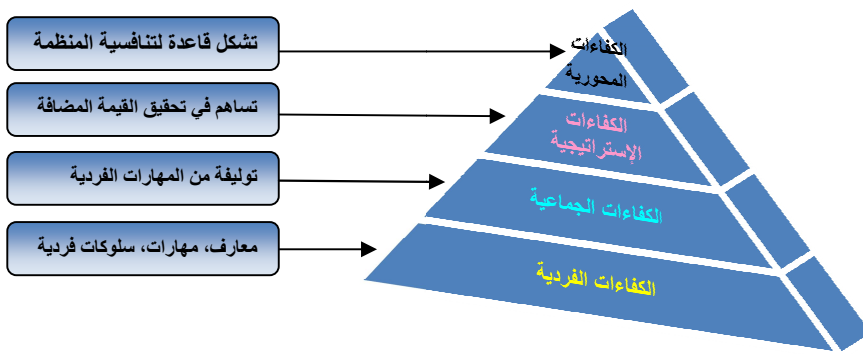 تشكل قاعدة لتنافسية المنظمة
الكفاءات
المحورية
تساهم في تحقيق القيمة المضافة
الكفاءات
الإستراتيجية
توليفة من المهارات الفردية
الكفاءات الجماعية
معارف، مهارات، سلوكات فردية
الكفاءات الفردية